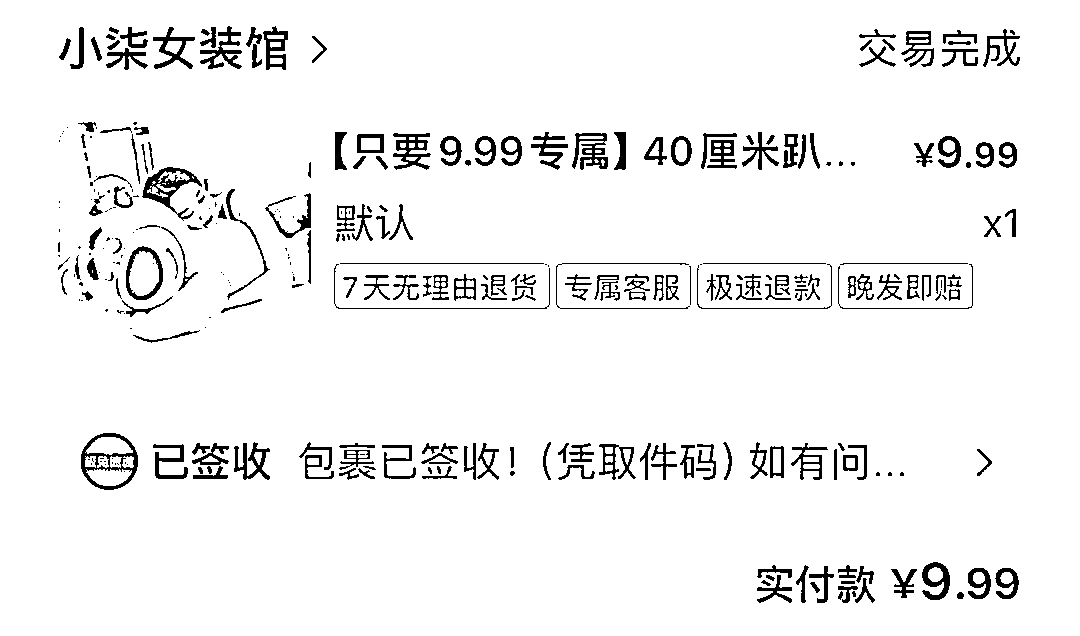 小柒女装馆 > 交易完成
【只要9.99专属】40厘米趴... ¥9.99
默认 x1
7天无理由退货 专属客服 极速退款 晚发即赔
已签收 包裹已签收！（凭取件码）如有问... >
实付款 ¥9.99